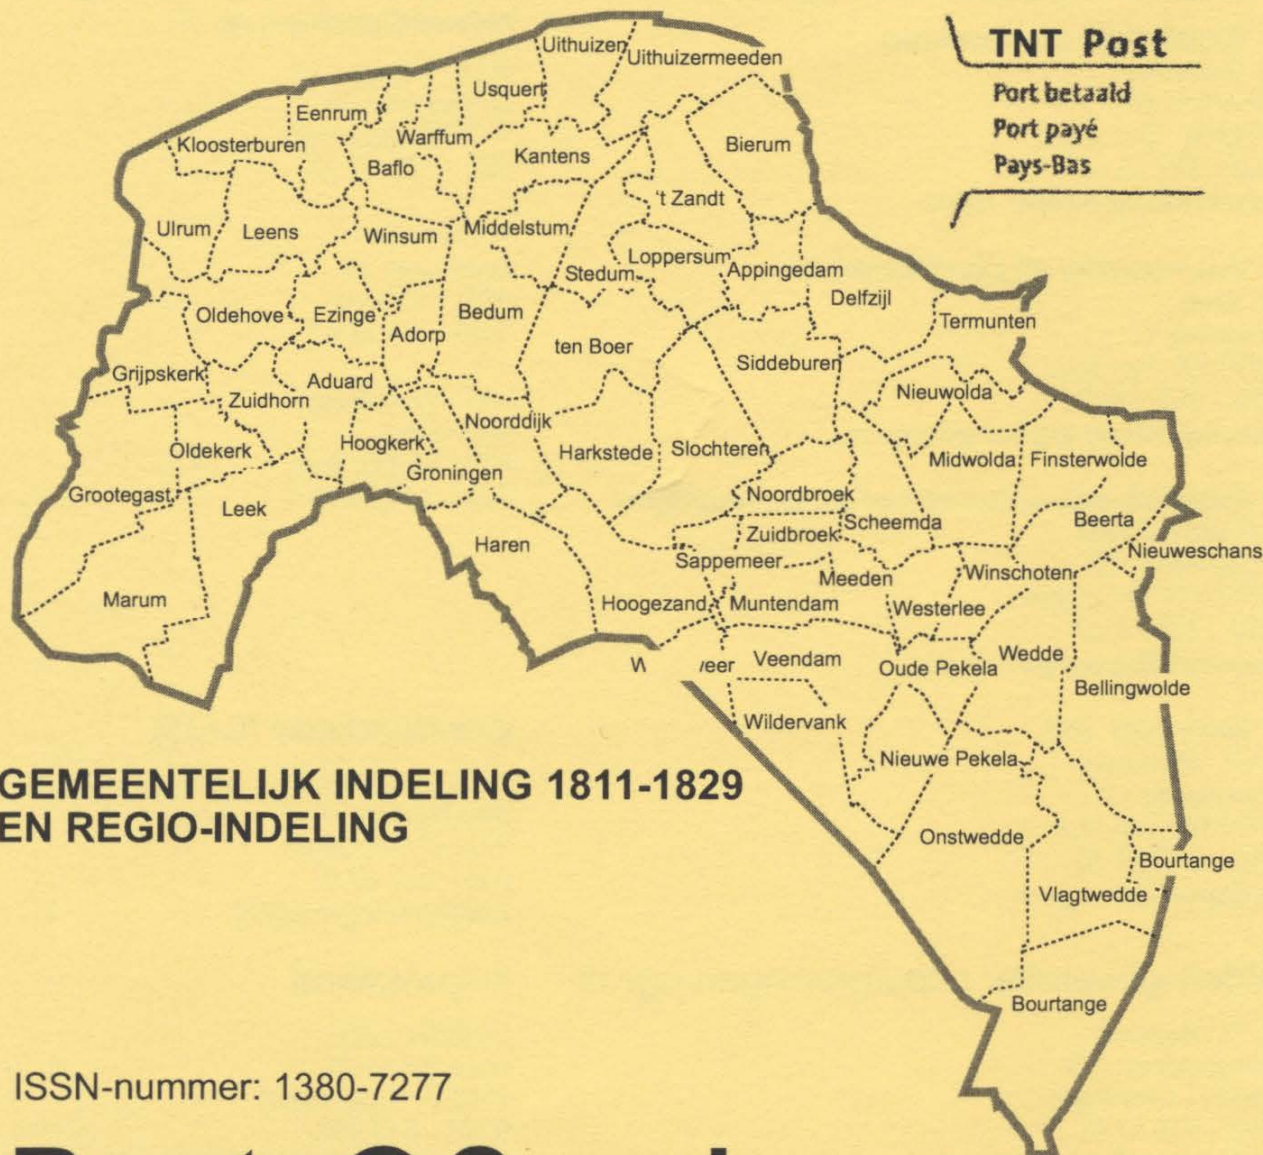 TNT Post
Port betaald
Port payé
Pays-Bas
Uithuizen
Uithuizermeeden
Usquert
Eenrum
Warffum
Kloosterburen
Kantens
Bierum
Baflo
't Zandt
Ulrum
Leens
Winsum
Middelstum
Loppersum
Stedum
Appingedam
Delfzijl
Oldehove
Ezinge
Bedum
Termunten
Adorp
ten Boer
Siddeburen
Grijpskerk
Aduard
Nieuwolda
Zuidhorn
Noorddijk
Oldekerk
Hoogkerk
Harkstede
Slochteren
Midwolda
Finsterwolde
Groningen
Grootegast
Leek
Noordbroek
Scheemda
Beerta
Zuidbroek
Haren
Nieuweschans
Sappemeer
Meeden
Winschoten
Marum
Hoogezand
Muntendam
Westerlee
Wedde
Veendam
Oude Pekela
Bellingwolde
Wildervank
Nieuwe Pekela
GEMEENTELIJK INDELING 1811-1829
EN REGIO-INDELING
Onstwedde
Bourtange
Vlagtwedde
Bourtange
ISSN-nummer: 1380-7277